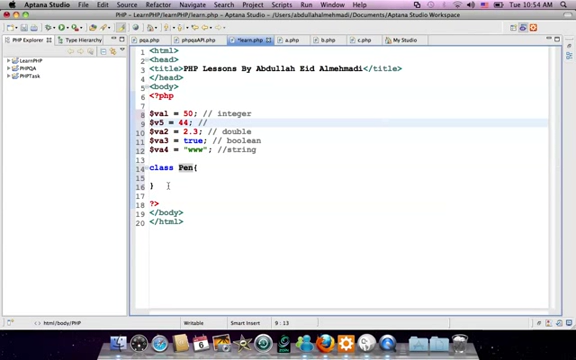 Aptana Studio File Edit Source Refactor Navigate Search Project Scripts Run Window Help Tue 10:54 AM
PHP - LearnPHP/learn.php - Aptana Studio - /Users/abdullahalmehmadi/Documents/Aptana Studio Workspace
PHP Explorer Type Hierarchy pqa.php phpqaAPI.php *learn.php a.php b.php c.php My Studio
LearnPHP
PHPQA
PHPTask
1 <html>
2 <head>
3 <title>PHP Lessons By Abdullah Eid Almehmadi</title>
4 </head>
5 <body>
6 <?php
7
8 $va1 = 50; // integer
9 $v5 = 44; //
10 $va2 = 2.3; // double
11 $va3 = true; // boolean
12 $va4 = "www"; //string
13
14 class Pen{
15
16 }
17
18 ?>
19 </body>
20 </html>
html/body/PHP Writable Smart Insert 9 : 13